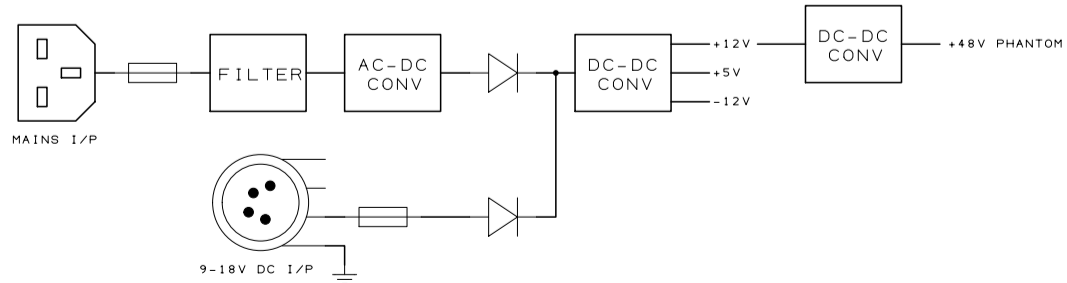 MAINS I/P
FILTER
AC-DC
CONV
DC-DC
CONV
+12V
+5V
-12V
DC-DC
CONV
+48V PHANTOM
9-18V DC I/P